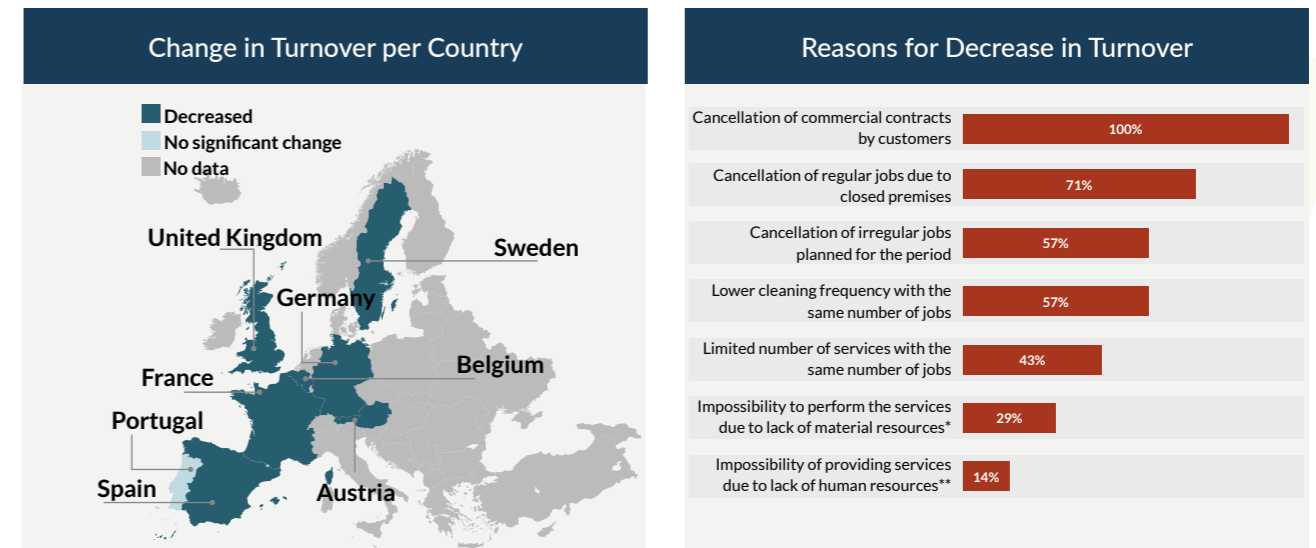 Change in Turnover per Country
Decreased
No significant change
No data
United Kingdom
Sweden
Germany
Belgium
France
Portugal
Spain
Austria
Reasons for Decrease in Turnover
Cancellation of commercial contracts
by customers
100%
Cancellation of regular jobs due to
closed premises
71%
Cancellation of irregular jobs
planned for the period
57%
Lower cleaning frequency with the
same number of jobs
57%
Limited number of services with the
same number of jobs
43%
Impossibility to perform the services
due to lack of material resources*
29%
Impossibility of providing services
due to lack of human resources**
14%